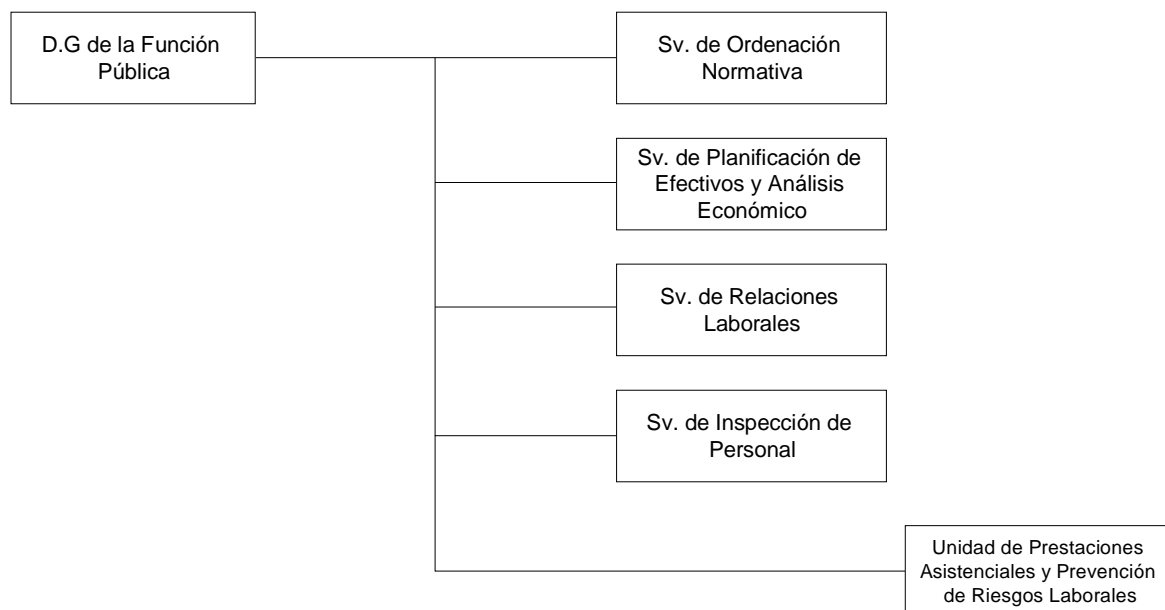 D.G de la Función
Pública
Sv. de Ordenación
Normativa
Sv. de Planificación de
Efectivos y Análisis
Económico
Sv. de Relaciones
Laborales
Sv. de Inspección de
Personal
Unidad de Prestaciones
Asistenciales y Prevención
de Riesgos Laborales